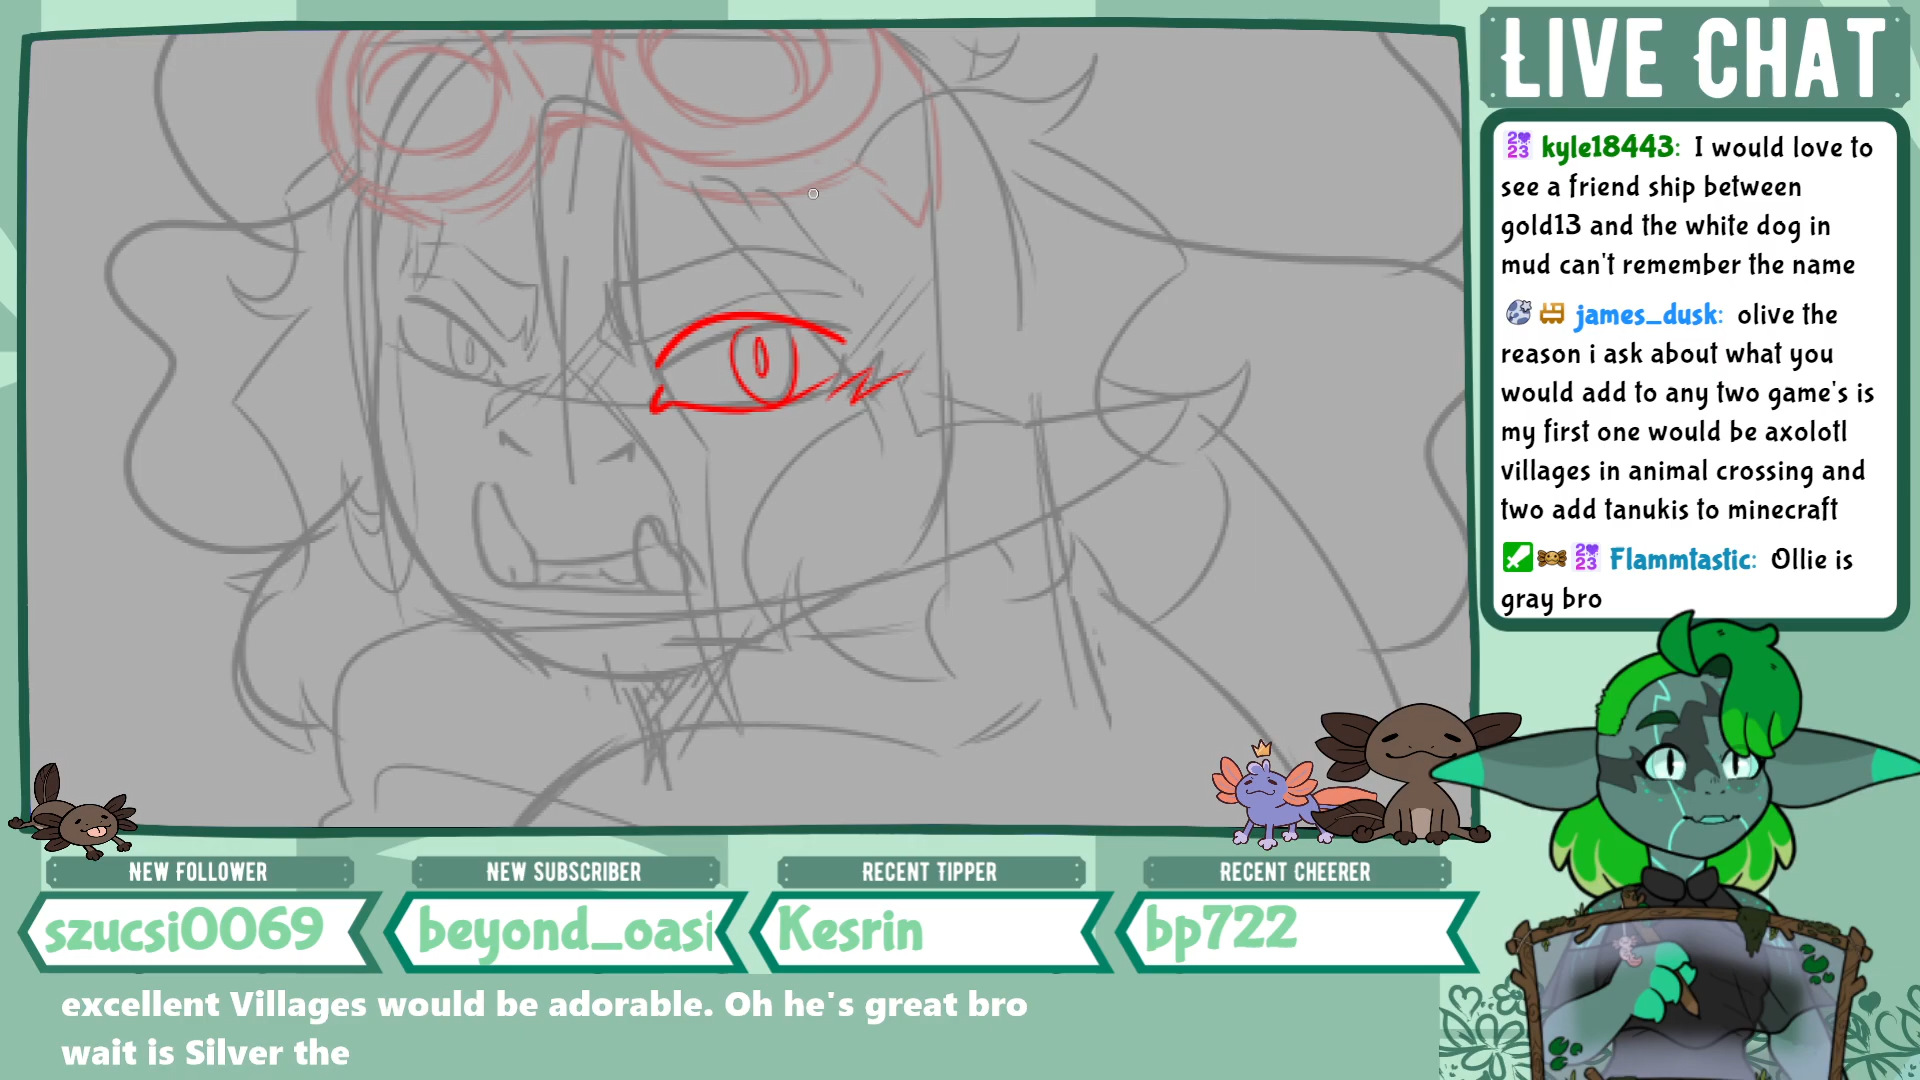 LIVE CHAT
kyle18443: I would love to
see a friend ship between
gold13 and the white dog in
mud can't remember the name
james_dusk: olive the
reason i ask about what you
would add to any two game's is
my first one would be axolotl
villages in animal crossing and
two add tanukis to minecraft
Flammtastic: Ollie is
gray bro
NEW FOLLOWER
szucsi0069
NEW SUBSCRIBER
beyond_oasi
RECENT TIPPER
Kesrin
RECENT CHEERER
bp722
excellent Villages would be adorable. Oh he's great bro
wait is Silver the